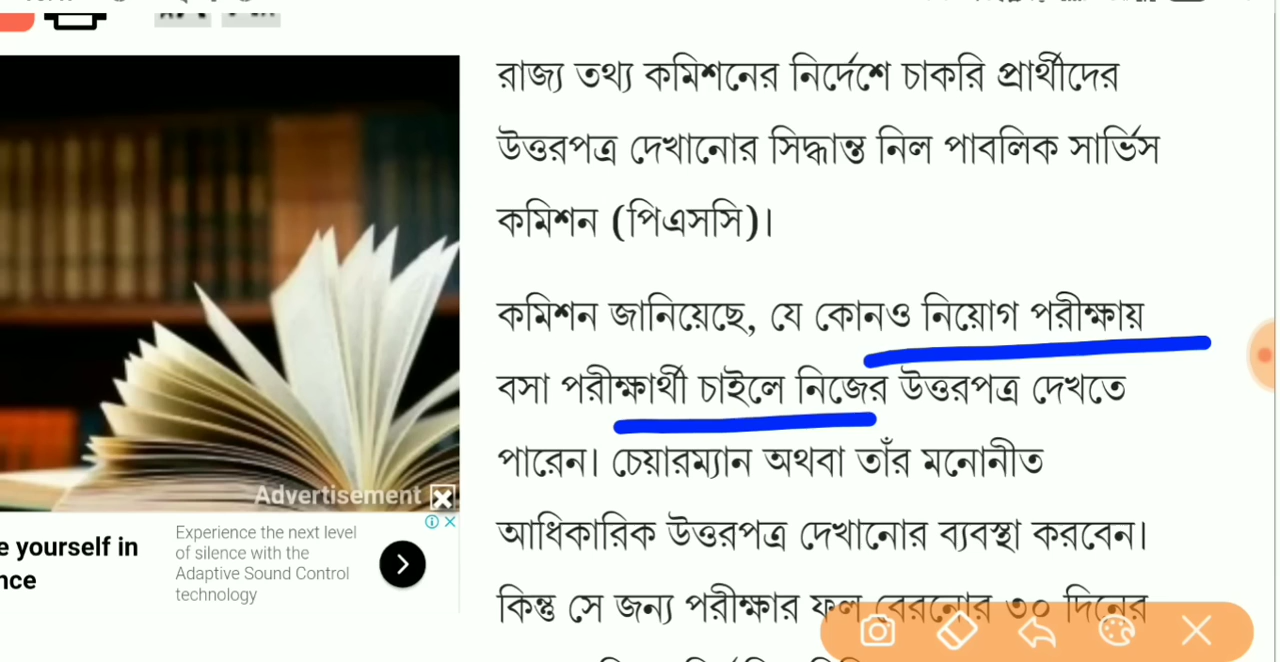 রাজ্য তথ্য কমিশনের নির্দেশে চাকরি প্রার্থীদের
উত্তরপত্র দেখানোর সিদ্ধান্ত নিল পাবলিক সার্ভিস
কমিশন (পিএসসি)।
কমিশন জানিয়েছে, যে কোনও নিয়োগ পরীক্ষায়
বসা পরীক্ষার্থী চাইলে নিজের উত্তরপত্র দেখতে
পারেন। চেয়ারম্যান অথবা তাঁর মনোনীত
আধিকারিক উত্তরপত্র দেখানোর ব্যবস্থা করবেন।
কিন্তু সে জন্য পরীক্ষার ফল বেরনোর ৩০ দিনের
Advertisement
e yourself in
nce
Experience the next level
of silence with the
Adaptive Sound Control
technology